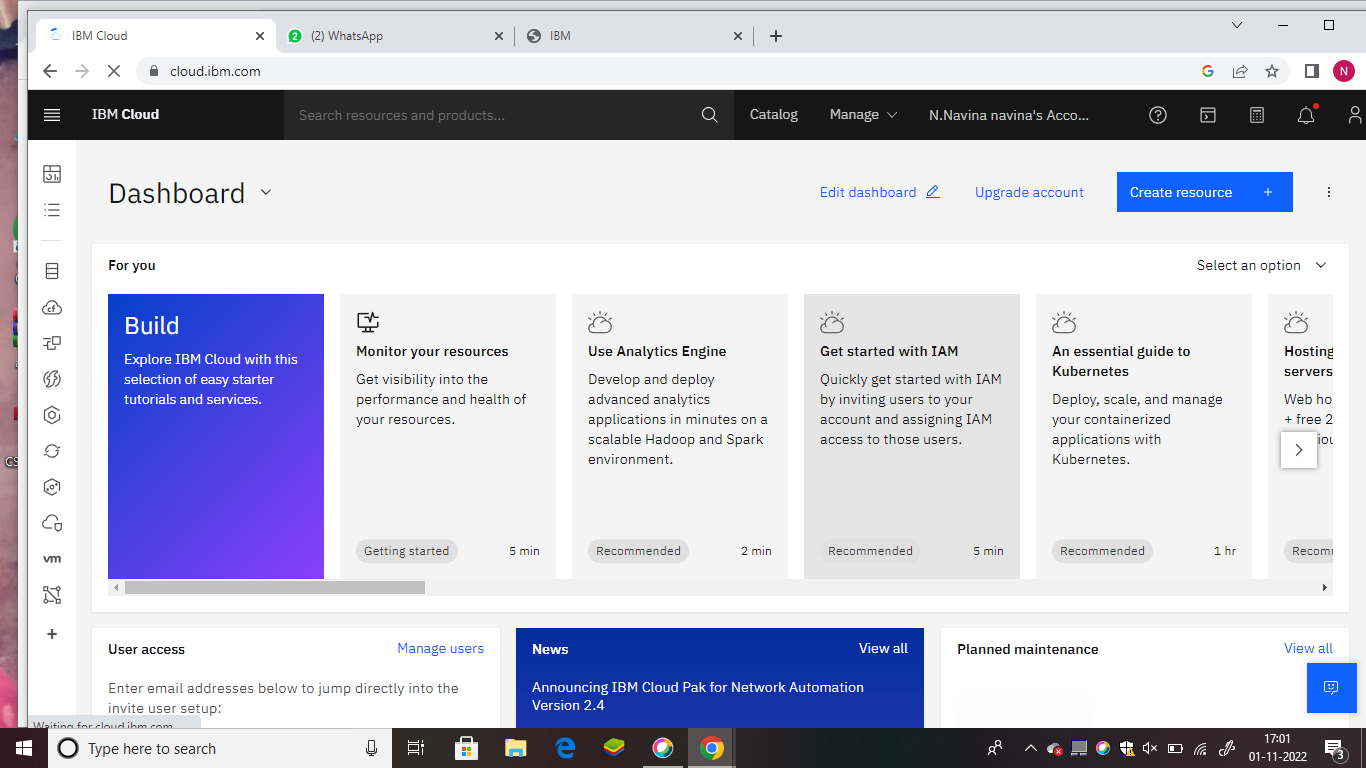 IBM Cloud
(2) WhatsApp
IBM
cloud.ibm.com
N
IBM Cloud
Search resources and products...
Catalog
Manage
N.Navina navina's Acco...
Dashboard
Edit dashboard
Upgrade account
Create resource +
For you
Select an option
Build
Explore IBM Cloud with this
selection of easy starter
tutorials and services.
Monitor your resources
Get visibility into the
performance and health of
your resources.
Getting started
5 min
Use Analytics Engine
Develop and deploy
advanced analytics
applications in minutes on a
scalable Hadoop and Spark
environment.
Recommended
2 min
Get started with IAM
Quickly get started with IAM
by inviting users to your
account and assigning IAM
access to those users.
Recommended
5 min
An essential guide to
Kubernetes
Deploy, scale, and manage
your containerized
applications with
Kubernetes.
Recommended
1 hr
Hosting
servers
Web ho
+ free 2
Recomm
cf
vm
CS
User access
Manage users
Enter email addresses below to jump directly into the
invite user setup:
News
View all
Announcing IBM Cloud Pak for Network Automation
Version 2.4
Planned maintenance
View all
Waiting for cloud.ibm.com...
Type here to search
17:01
01-11-2022
3